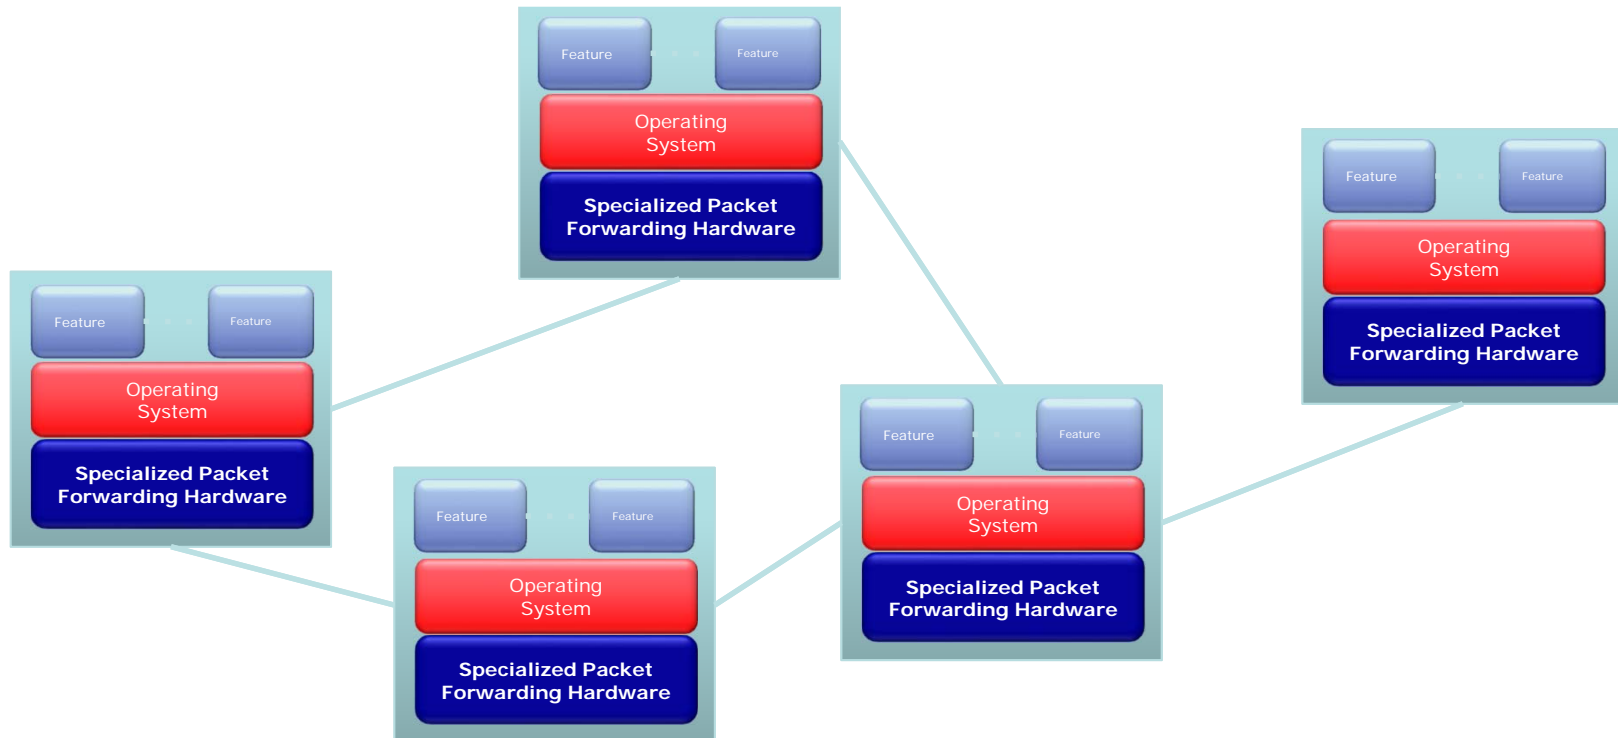 Feature
Feature
Operating
System
Specialized Packet
Forwarding Hardware
Feature
Feature
Operating
System
Specialized Packet
Forwarding Hardware
Feature
Feature
Operating
System
Specialized Packet
Forwarding Hardware
Feature
Feature
Operating
System
Specialized Packet
Forwarding Hardware
Feature
Feature
Operating
System
Specialized Packet
Forwarding Hardware